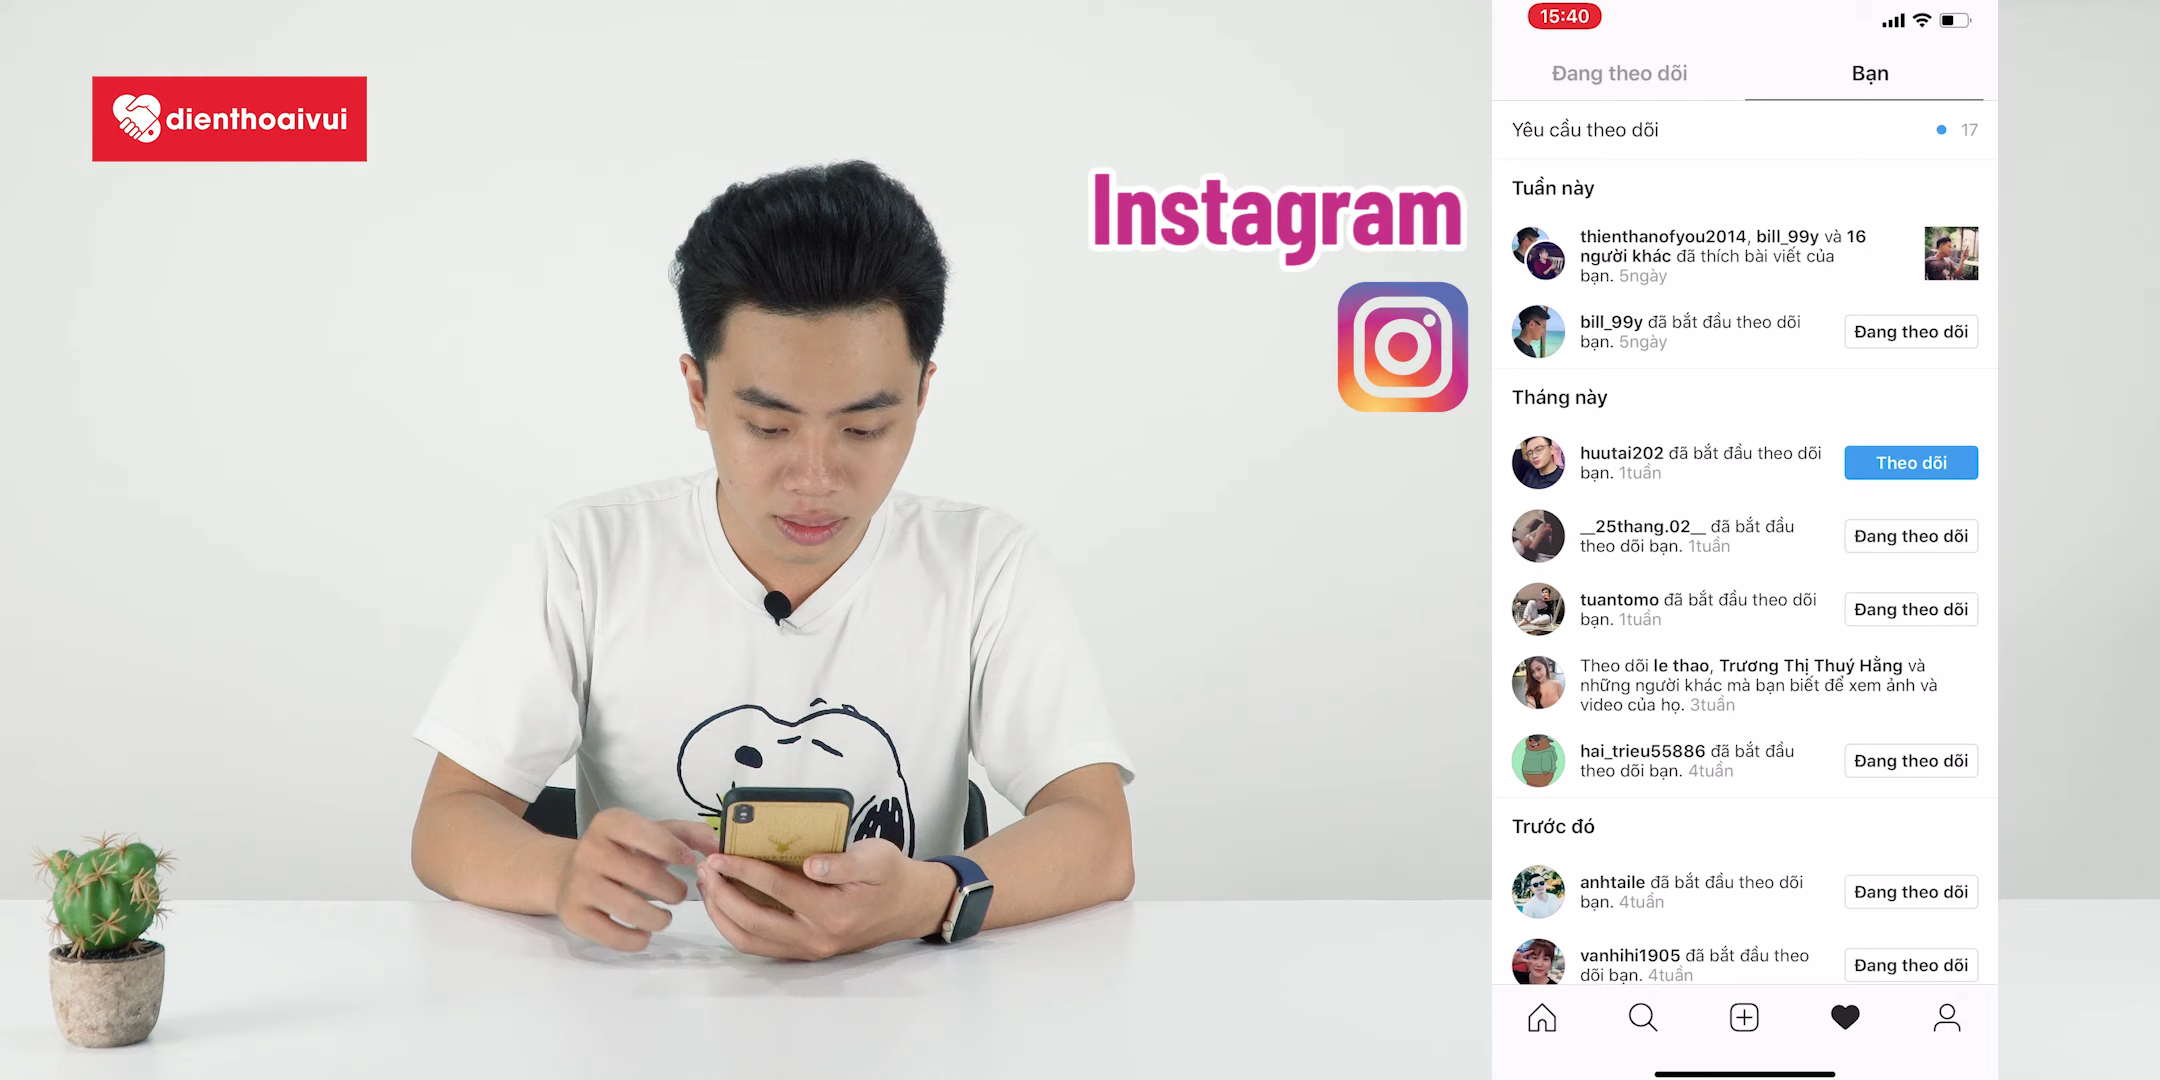 dienthoaivui
Instagram
15:40
Đang theo dõi
Bạn
Yêu cầu theo dõi
17
Tuần này
thienthanofyou2014, bill_99y và 16
người khác đã thích bài viết của
bạn. 5ngày
bill_99y đã bắt đầu theo dõi
bạn. 5ngày
Đang theo dõi
Tháng này
huutai202 đã bắt đầu theo dõi
bạn. 1tuần
Theo dõi
__25thang.02__ đã bắt đầu
theo dõi bạn. 1tuần
Đang theo dõi
tuantomo đã bắt đầu theo dõi
bạn. 1tuần
Đang theo dõi
Theo dõi le thao, Trương Thị Thuý Hằng và
những người khác mà bạn biết để xem ảnh và
video của họ. 3tuần
hai_trieu55886 đã bắt đầu
theo dõi bạn. 4tuần
Đang theo dõi
Trước đó
anhtaile đã bắt đầu theo dõi
bạn. 4tuần
Đang theo dõi
vanhihi1905 đã bắt đầu theo
dõi bạn. 4tuần
Đang theo dõi